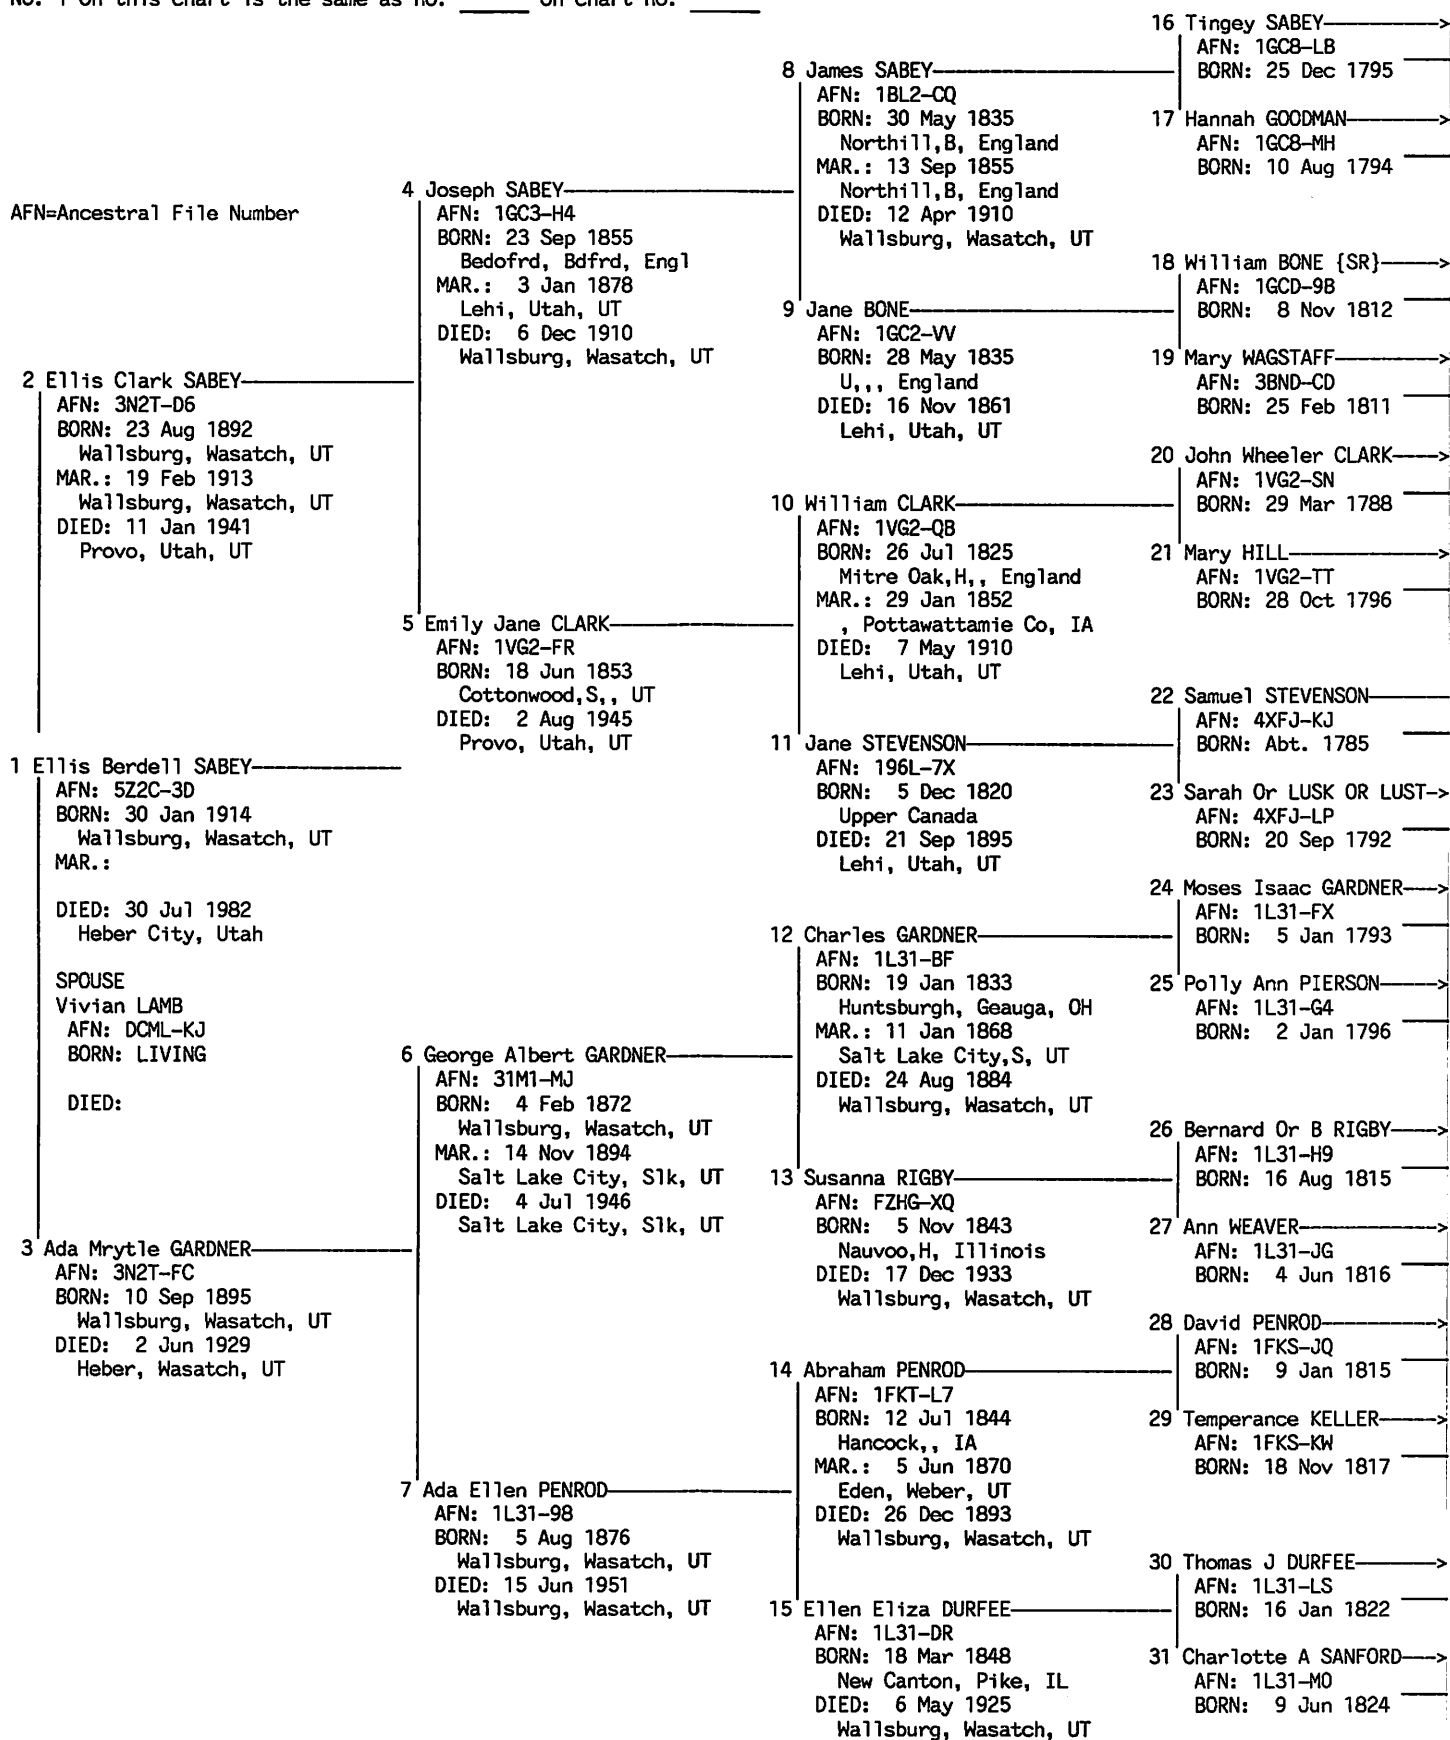 No. 1 on this chart is the same as no. _____ on chart no. _____
AFN=Ancestral File Number
1 Ellis Berdell SABEY
AFN: 5Z2C-3D
BORN: 30 Jan 1914
Wallsburg, Wasatch, UT
MAR.:
DIED: 30 Jul 1982
Heber City, Utah
SPOUSE
Vivian LAMB
AFN: DCML-KJ
BORN: LIVING
DIED:
2 Ellis Clark SABEY
AFN: 3N2T-D6
BORN: 23 Aug 1892
Wallsburg, Wasatch, UT
MAR.: 19 Feb 1913
Wallsburg, Wasatch, UT
DIED: 11 Jan 1941
Provo, Utah, UT
3 Ada Mrytle GARDNER
AFN: 3N2T-FC
BORN: 10 Sep 1895
Wallsburg, Wasatch, UT
DIED: 2 Jun 1929
Heber, Wasatch, UT
4 Joseph SABEY
AFN: 1GC3-H4
BORN: 23 Sep 1855
Bedofrd, Bdfrd, Engl
MAR.: 3 Jan 1878
Lehi, Utah, UT
DIED: 6 Dec 1910
Wallsburg, Wasatch, UT
5 Emily Jane CLARK
AFN: 1VG2-FR
BORN: 18 Jun 1853
Cottonwood,S,, UT
DIED: 2 Aug 1945
Provo, Utah, UT
6 George Albert GARDNER
AFN: 31M1-MJ
BORN: 4 Feb 1872
Wallsburg, Wasatch, UT
MAR.: 14 Nov 1894
Salt Lake City, Slk, UT
DIED: 4 Jul 1946
Salt Lake City, Slk, UT
7 Ada Ellen PENROD
AFN: 1L31-98
BORN: 5 Aug 1876
Wallsburg, Wasatch, UT
DIED: 15 Jun 1951
Wallsburg, Wasatch, UT
8 James SABEY
AFN: 1BL2-CQ
BORN: 30 May 1835
Northill,B, England
MAR.: 13 Sep 1855
Northill,B, England
DIED: 12 Apr 1910
Wallsburg, Wasatch, UT
9 Jane BONE
AFN: 1GC2-VV
BORN: 28 May 1835
U,,, England
DIED: 16 Nov 1861
Lehi, Utah, UT
10 William CLARK
AFN: 1VG2-QB
BORN: 26 Jul 1825
Mitre Oak,H,, England
MAR.: 29 Jan 1852
, Pottawattamie Co, IA
DIED: 7 May 1910
Lehi, Utah, UT
11 Jane STEVENSON
AFN: 196L-7X
BORN: 5 Dec 1820
Upper Canada
DIED: 21 Sep 1895
Lehi, Utah, UT
12 Charles GARDNER
AFN: 1L31-BF
BORN: 19 Jan 1833
Huntsburgh, Geauga, OH
MAR.: 11 Jan 1868
Salt Lake City,S, UT
DIED: 24 Aug 1884
Wallsburg, Wasatch, UT
13 Susanna RIGBY
AFN: FZHG-XQ
BORN: 5 Nov 1843
Nauvoo,H, Illinois
DIED: 17 Dec 1933
Wallsburg, Wasatch, UT
14 Abraham PENROD
AFN: 1FKT-L7
BORN: 12 Jul 1844
Hancock,, IA
MAR.: 5 Jun 1870
Eden, Weber, UT
DIED: 26 Dec 1893
Wallsburg, Wasatch, UT
15 Ellen Eliza DURFEE
AFN: 1L31-DR
BORN: 18 Mar 1848
New Canton, Pike, IL
DIED: 6 May 1925
Wallsburg, Wasatch, UT
16 Tingey SABEY
AFN: 1GC8-LB
BORN: 25 Dec 1795
17 Hannah GOODMAN
AFN: 1GC8-MH
BORN: 10 Aug 1794
18 William BONE {SR}
AFN: 1GCD-9B
BORN: 8 Nov 1812
19 Mary WAGSTAFF
AFN: 3BND-CD
BORN: 25 Feb 1811
20 John Wheeler CLARK
AFN: 1VG2-SN
BORN: 29 Mar 1788
21 Mary HILL
AFN: 1VG2-TT
BORN: 28 Oct 1796
22 Samuel STEVENSON
AFN: 4XFJ-KJ
BORN: Abt. 1785
23 Sarah Or LUSK OR LUST
AFN: 4XFJ-LP
BORN: 20 Sep 1792
24 Moses Isaac GARDNER
AFN: 1L31-FX
BORN: 5 Jan 1793
25 Polly Ann PIERSON
AFN: 1L31-G4
BORN: 2 Jan 1796
26 Bernard Or B RIGBY
AFN: 1L31-H9
BORN: 16 Aug 1815
27 Ann WEAVER
AFN: 1L31-JG
BORN: 4 Jun 1816
28 David PENROD
AFN: 1FKS-JQ
BORN: 9 Jan 1815
29 Temperance KELLER
AFN: 1FKS-KW
BORN: 18 Nov 1817
30 Thomas J DURFEE
AFN: 1L31-LS
BORN: 16 Jan 1822
31 Charlotte A SANFORD
AFN: 1L31-M0
BORN: 9 Jun 1824